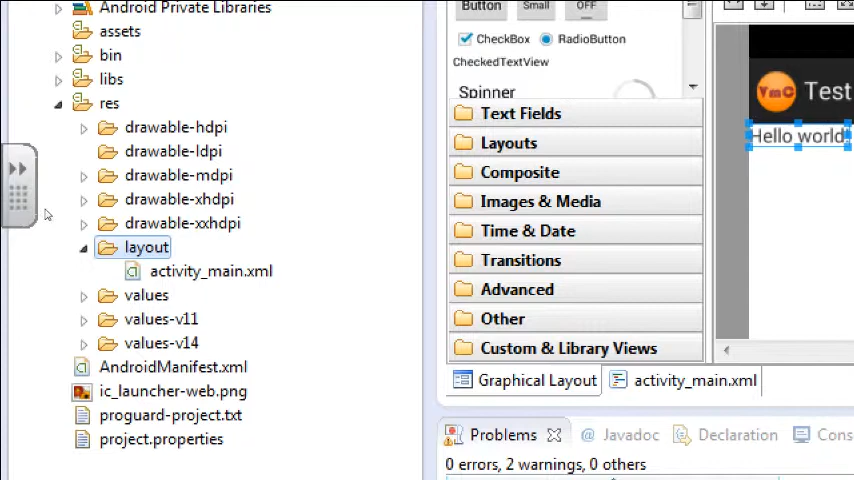 Android Private Libraries
assets
bin
libs
res
drawable-hdpi
drawable-ldpi
drawable-mdpi
drawable-xhdpi
drawable-xxhdpi
layout
activity_main.xml
values
values-v11
values-v14
AndroidManifest.xml
ic_launcher-web.png
proguard-project.txt
project.properties
Button Small OFF
CheckBox RadioButton
CheckedTextView
Spinner
Text Fields
Layouts
Composite
Images & Media
Time & Date
Transitions
Advanced
Other
Custom & Library Views
Graphical Layout activity_main.xml
VmC Test
Hello world!
Problems @ Javadoc Declaration Cons
0 errors, 2 warnings, 0 others